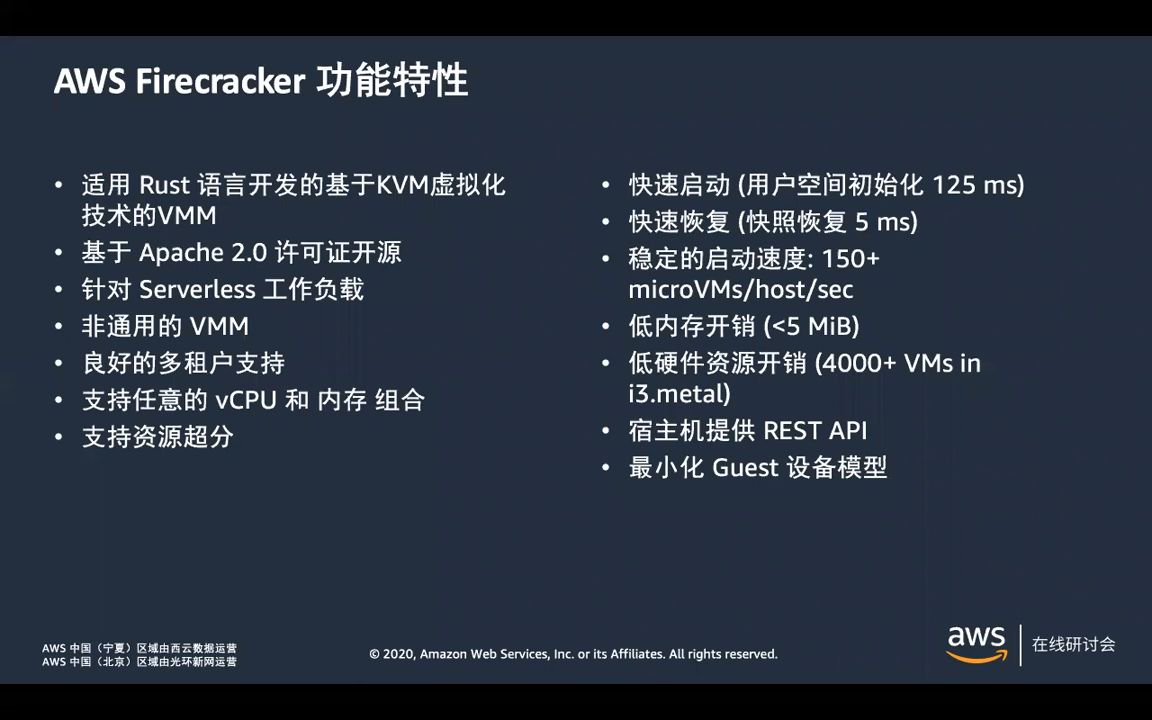 AWS Firecracker 功能特性
• 适用 Rust 语言开发的基于KVM虚拟化
技术的VMM
• 基于 Apache 2.0 许可证开源
• 针对 Serverless 工作负载
• 非通用的 VMM
• 良好的多租户支持
• 支持任意的 vCPU 和 内存 组合
• 支持资源超分
• 快速启动 (用户空间初始化 125 ms)
• 快速恢复 (快照恢复 5 ms)
• 稳定的启动速度: 150+
microVMs/host/sec
• 低内存开销 (<5 MiB)
• 低硬件资源开销 (4000+ VMs in
i3.metal)
• 宿主机提供 REST API
• 最小化 Guest 设备模型
AWS 中国（宁夏）区域由西云数据运营
AWS 中国（北京）区域由光环新网运营
© 2020, Amazon Web Services, Inc. or its Affiliates. All rights reserved.
aws
在线研讨会